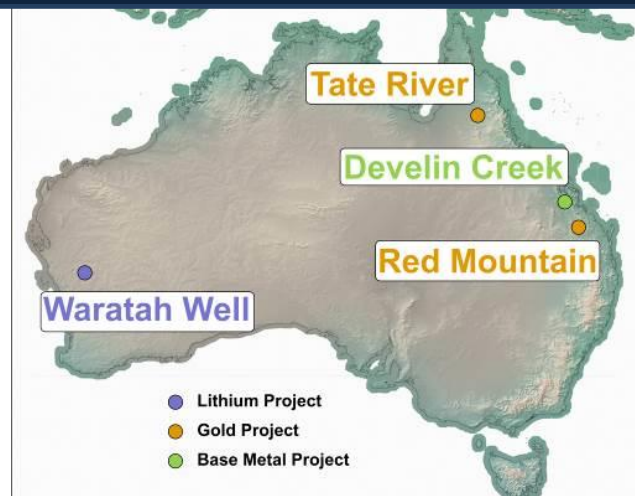 Tate River
Develin Creek
Red Mountain
Waratah Well
Lithium Project
Gold Project
Base Metal Project